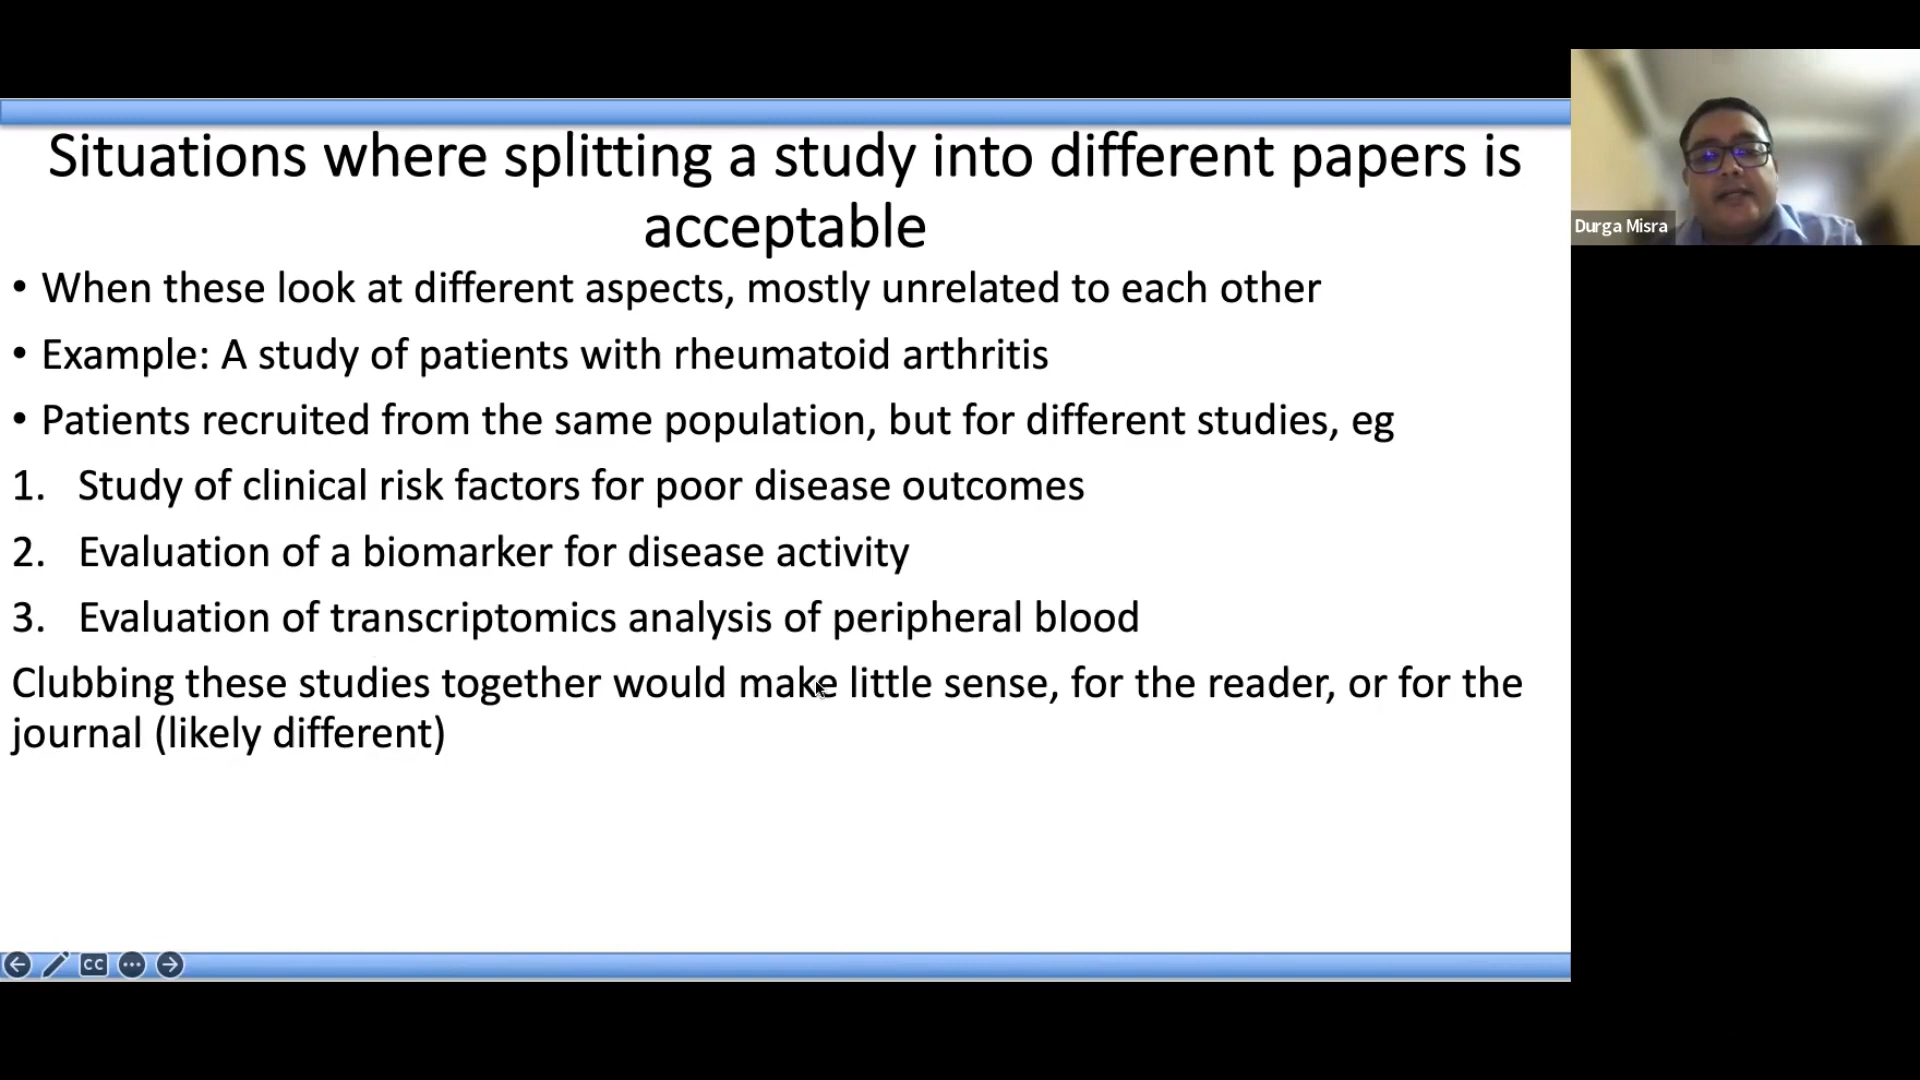 Situations where splitting a study into different papers is
acceptable
• When these look at different aspects, mostly unrelated to each other
• Example: A study of patients with rheumatoid arthritis
• Patients recruited from the same population, but for different studies, eg
1. Study of clinical risk factors for poor disease outcomes
2. Evaluation of a biomarker for disease activity
3. Evaluation of transcriptomics analysis of peripheral blood
Clubbing these studies together would make little sense, for the reader, or for the
journal (likely different)
Durga Misra
CC